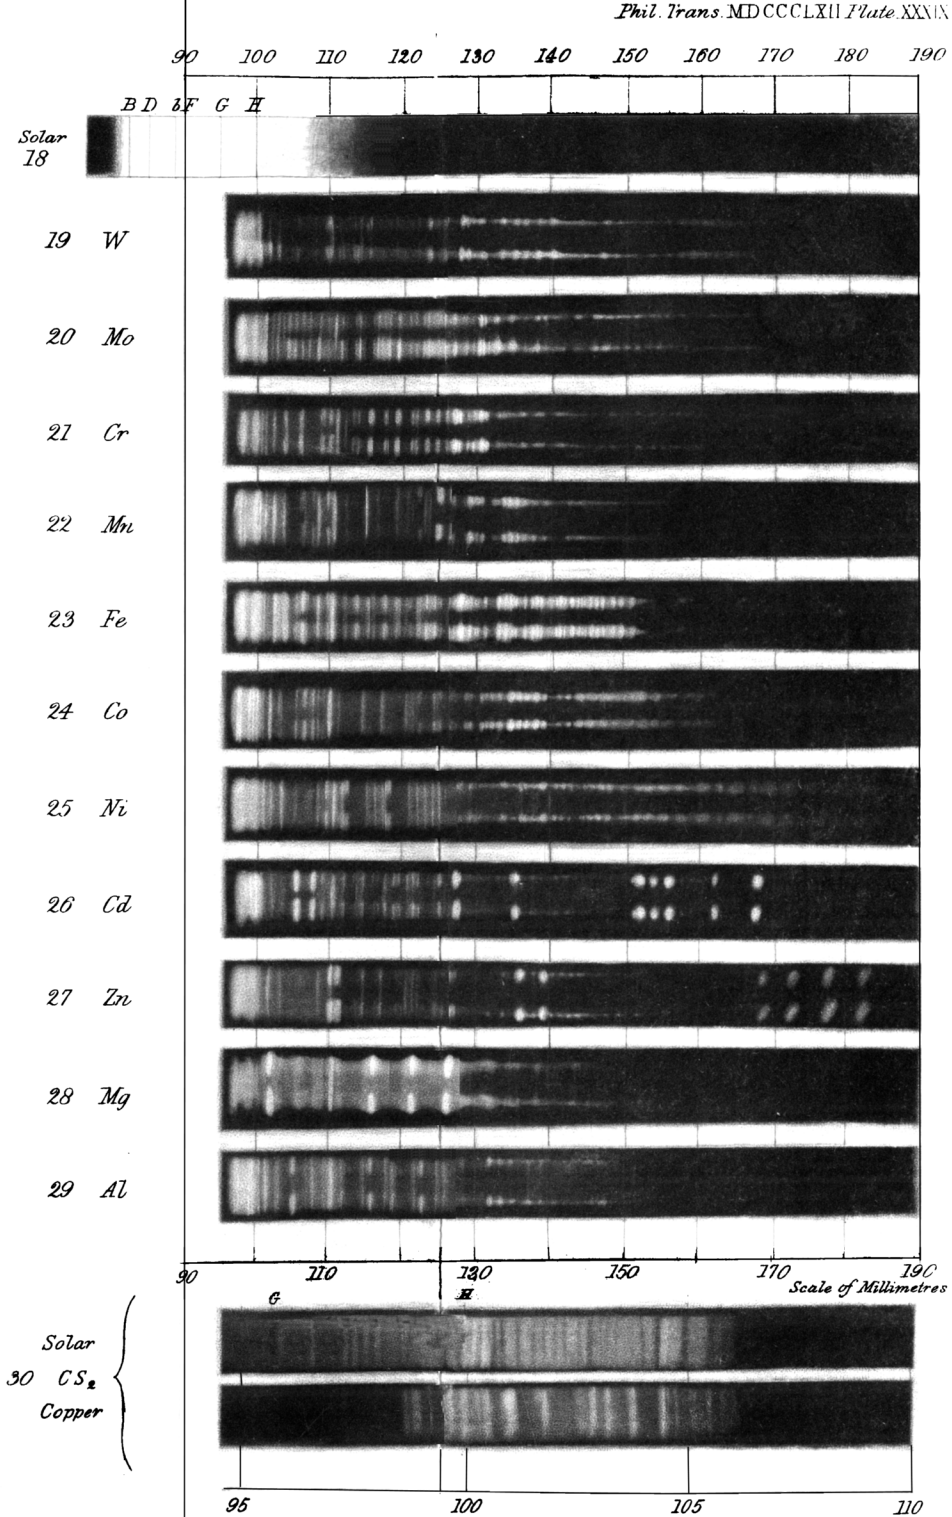 Phil. Trans. MDCCCLXII Plate XXXIX
90 100 110 120 130 140 150 160 170 180 190
B D b F G H
Solar
18
19 W
20 Mo
21 Cr
22 Mn
23 Fe
24 Co
25 Ni
26 Cd
27 Zn
28 Mg
29 Al
90 110 130 150 170 190
Scale of Millimetres
G H
Solar
30 CS2
Copper
95 100 105 110